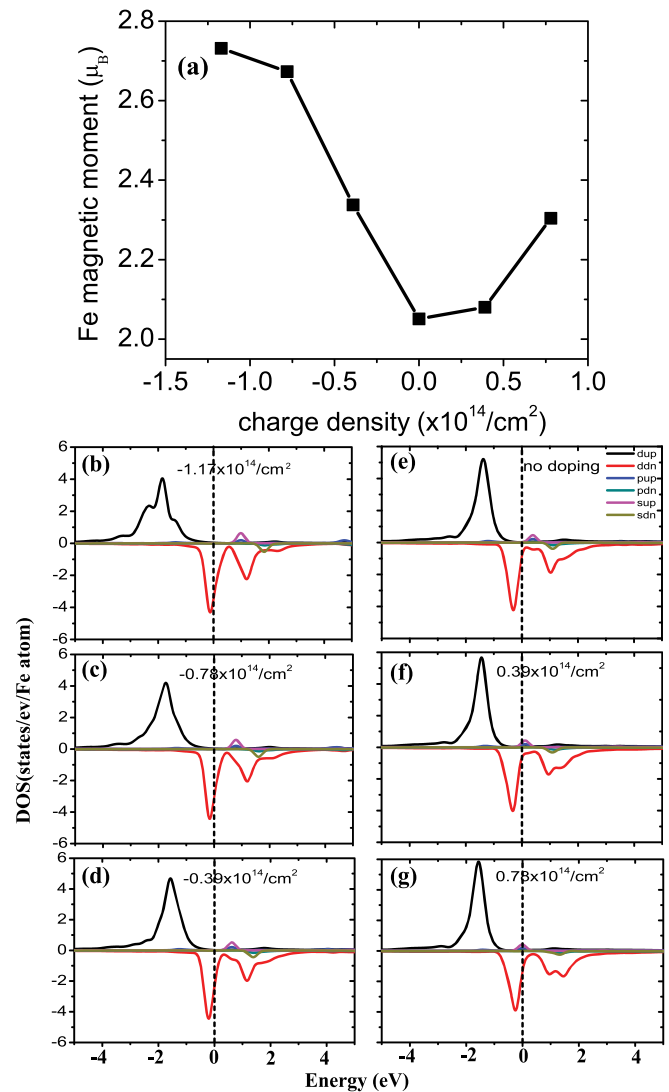 (a)
Fe magnetic moment (μB)
2.8
2.6
2.4
2.2
2.0
-1.5 -1.0 -0.5 0.0 0.5 1.0
charge density (x10¹⁴/cm²)
DOS(states/ev/Fe atom)
(b) -1.17x10¹⁴/cm²
6
4
2
0
-2
-4
-6
(e) no doping
dup
ddn
pup
pdn
sup
sdn
(c) -0.78x10¹⁴/cm²
4
2
0
-2
-4
-6
(f) 0.39x10¹⁴/cm²
(d) -0.39x10¹⁴/cm²
6
4
2
0
-2
-4
-6
(g) 0.78x10¹⁴/cm²
-4 -2 0 2 4
-4 -2 0 2 4
Energy (eV)